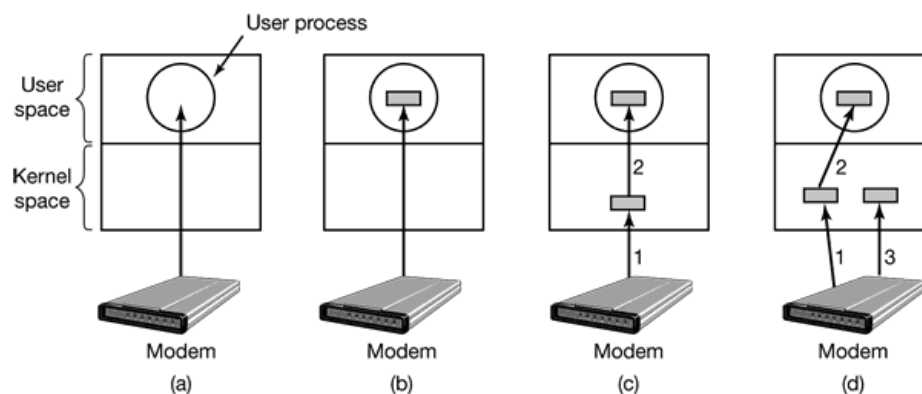 User process
User
space
Kernel
space
2
2
1
1
3
Modem
Modem
Modem
Modem
(a)
(b)
(c)
(d)